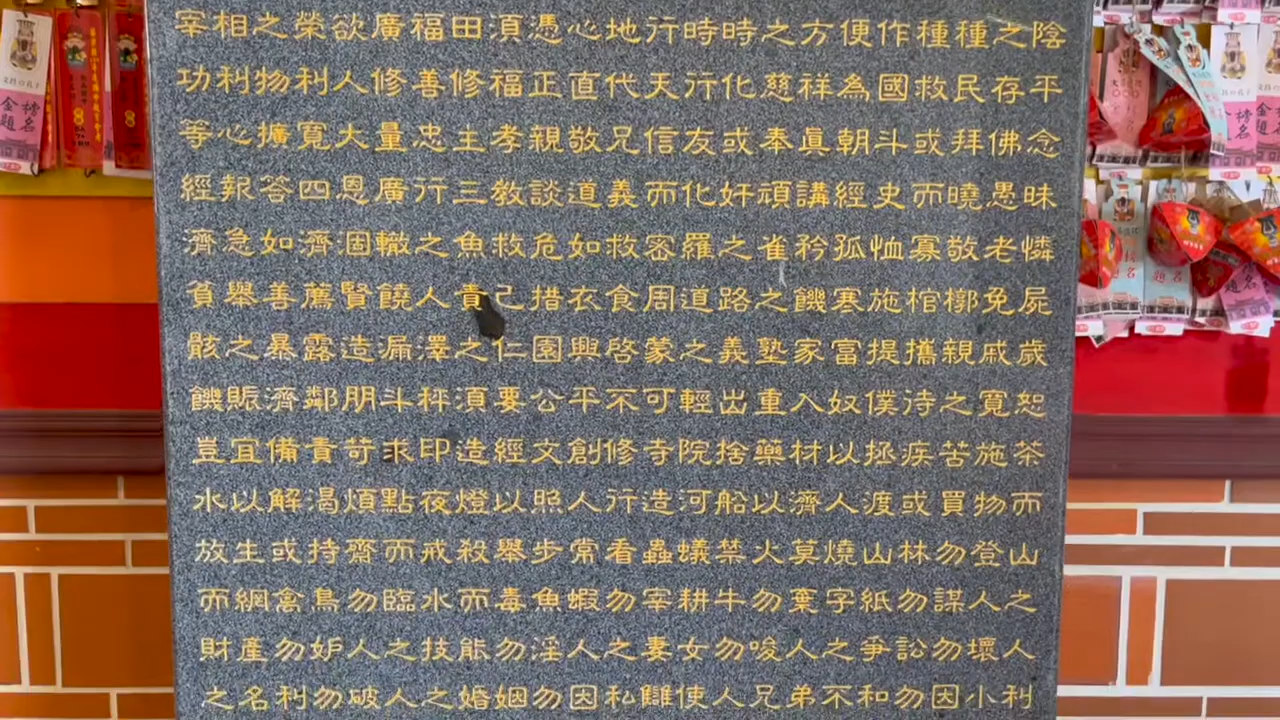 宰相之榮欲廣福田湏憑心地行時時之方便作種種之陰
功利物利人修善修福正直代天行化慈祥為國救民存平
等心擴寬大量忠主孝親敬兄信友或奉眞朝斗或拜佛念
經報答四恩廣行三教談道義而化奸頑講經史而曉愚昧
濟急如濟涸轍之魚救危如救密羅之雀矜孤恤寡敬老憐
貧舉善薦賢饒人責己措衣食周道路之饑寒施棺槨免屍
骸之暴露造漏澤之仁園興啓蒙之義塾家富提攜親戚歲
饑賑濟鄰朋斗秤湏要公平不可輕出重入奴僕待之寬恕
豈宜備責苛求印造經文創修寺院捨藥材以拯疾苦施茶
水以解渴煩點夜燈以照人行造河船以濟人渡或買物而
放生或持齋而戒殺舉步常看蟲蟻禁火莫燒山林勿登山
而網禽鳥勿臨水而毒魚蝦勿宰耕牛勿棄字紙勿謀人之
財產勿妒人之技能勿淫人之妻女勿唆人之爭訟勿壞人
之名利勿破人之婚姻勿因私讎使人兄弟不和勿因小利
金榜題名